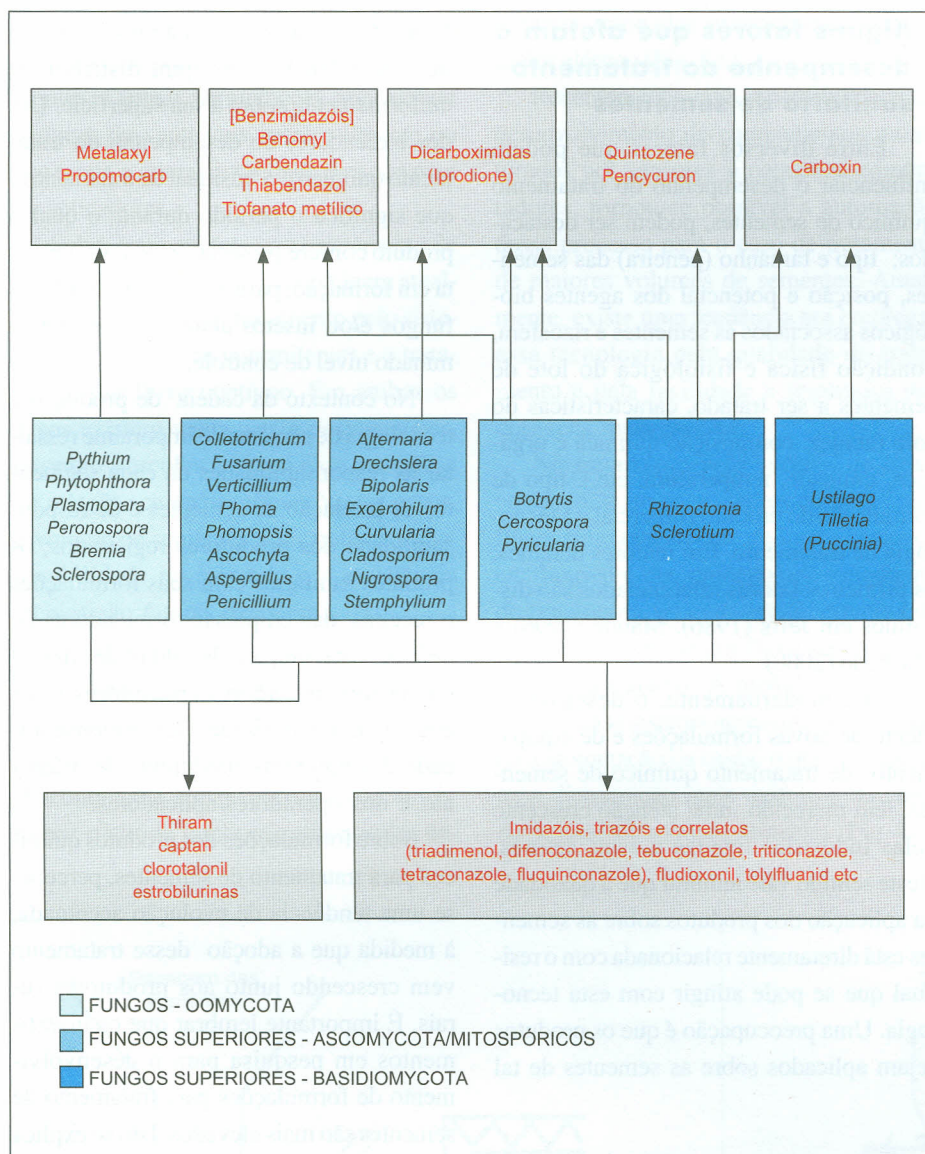 Metalaxyl
Propomocarb
[Benzimidazóis]
Benomyl
Carbendazin
Thiabendazol
Tiofanato metílico
Dicarboximidas
(Iprodione)
Quintozene
Pencycuron
Carboxin
Pythium
Phytophthora
Plasmopara
Peronospora
Bremia
Sclerospora
Colletotrichum
Fusarium
Verticillium
Phoma
Phomopsis
Ascochyta
Aspergillus
Penicillium
Alternaria
Drechslera
Bipolaris
Exoerohilum
Curvularia
Cladosporium
Nigrospora
Stemphylium
Botrytis
Cercospora
Pyricularia
Rhizoctonia
Sclerotium
Ustilago
Tilletia
(Puccinia)
Thiram
captan
clorotalonil
estrobilurinas
Imidazóis, triazóis e correlatos
(triadimenol, difenoconazole, tebuconazole, triticonazole,
tetraconazole, fluquinconazole), fludioxonil, tolylfluanid etc
FUNGOS - OOMYCOTA
FUNGOS SUPERIORES - ASCOMYCOTA/MITOSPÓRICOS
FUNGOS SUPERIORES - BASIDIOMYCOTA